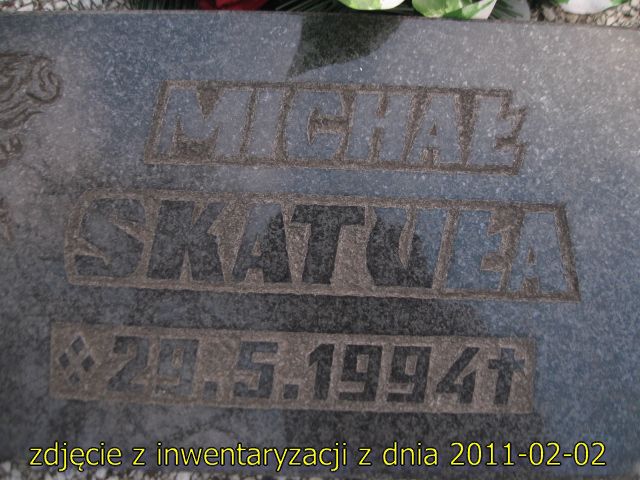 MICHAŁ
SKATUŁA
29.5.1994 †
zdjęcie z inwentaryzacji z dnia 2011-02-02